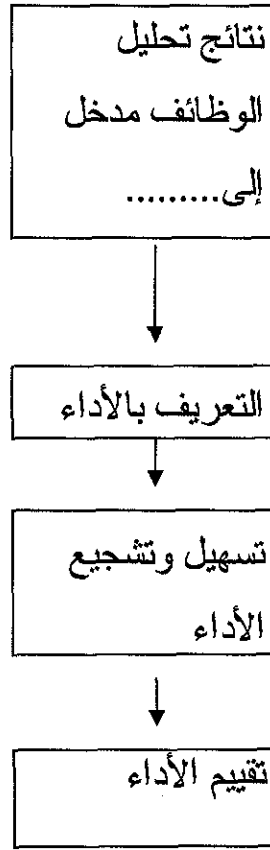 نتائج تحليل
الوظائف مدخل
إلى.........
التعريف بالأداء
تسهيل وتشجيع
الأداء
تقييم الأداء